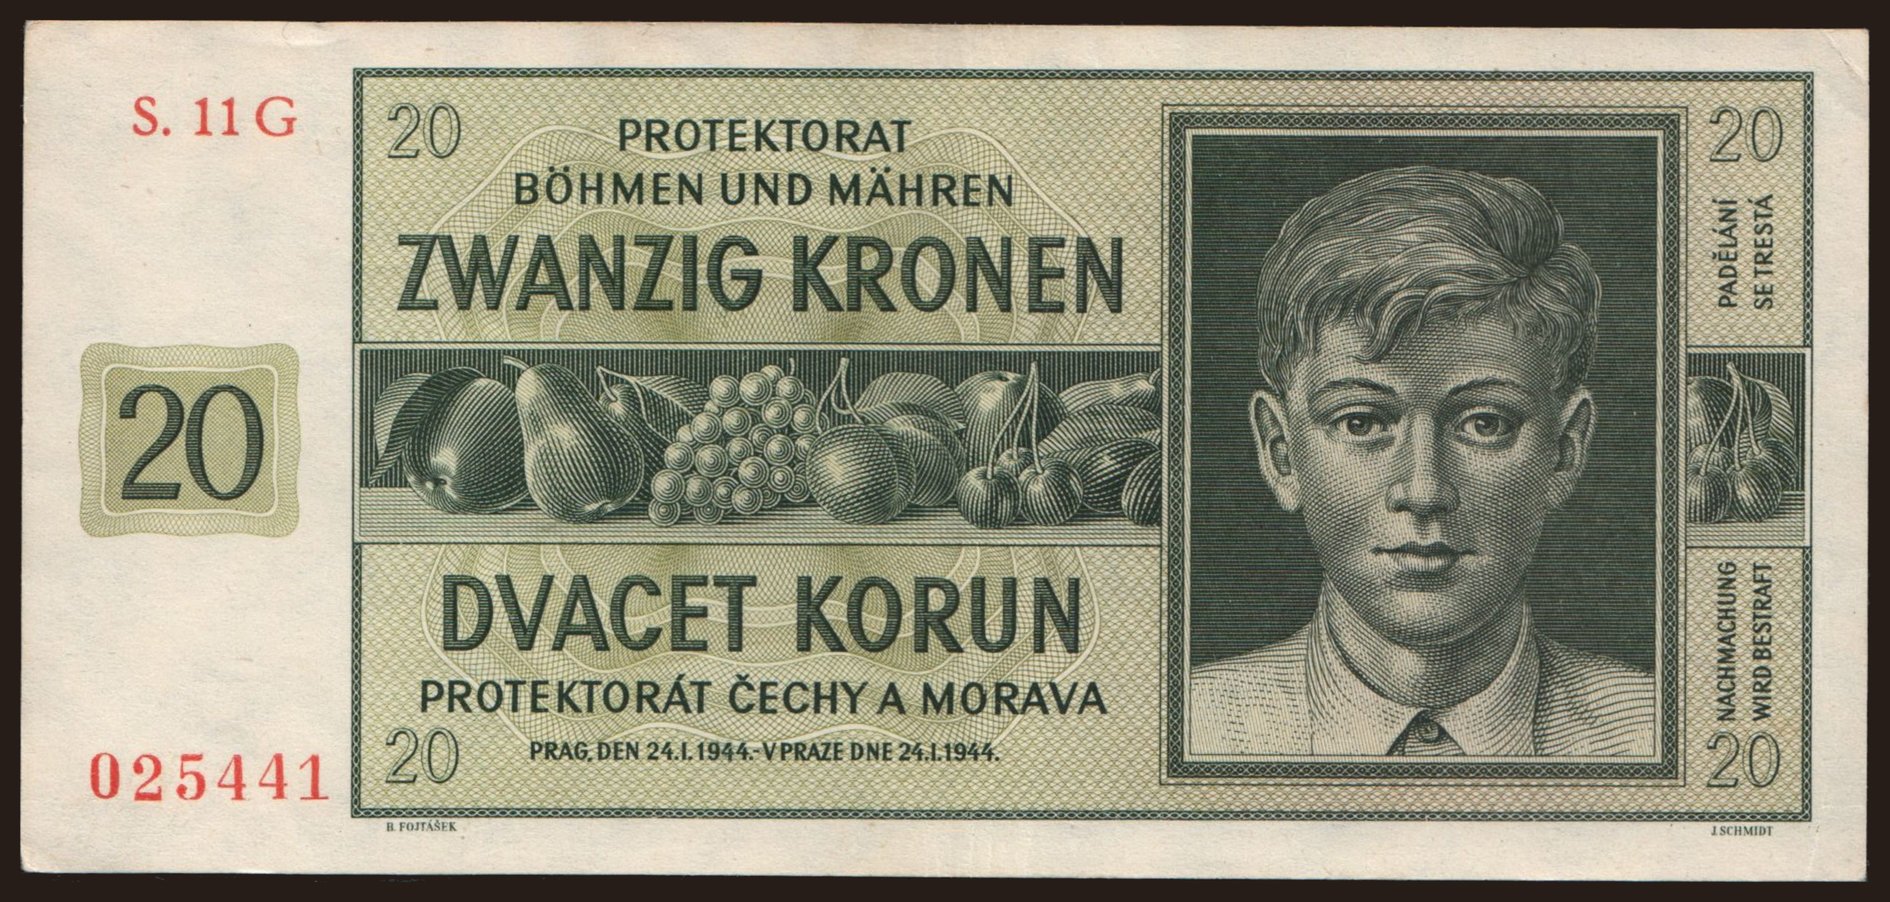 S. 11 G
20
20
PROTEKTORAT
BÖHMEN UND MÄHREN
ZWANZIG KRONEN
PADĚLÁNÍ
SE TRESTÁ
20
DVACET KORUN
PROTEKTORÁT ČECHY A MORAVA
PRAG, DEN 24.I.1944.-V PRAZE DNE 24.I.1944.
NACHMACHUNG
WIRD BESTRAFT
025441
20
20
B. FOJTÁŠEK
J. SCHMIDT